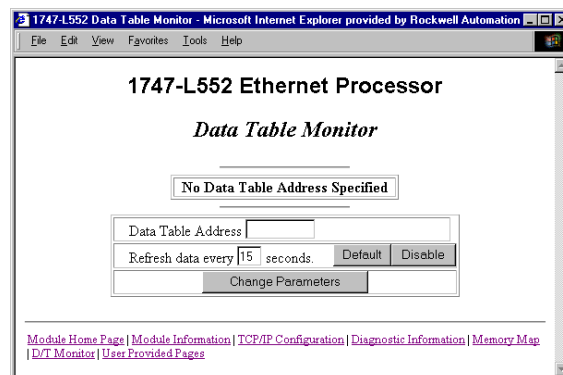 1747-L552 Data Table Monitor - Microsoft Internet Explorer provided by Rockwell Automation
File Edit View Favorites Tools Help
1747-L552 Ethernet Processor
Data Table Monitor
No Data Table Address Specified
Data Table Address
Refresh data every 15 seconds. Default Disable
Change Parameters
Module Home Page | Module Information | TCP/IP Configuration | Diagnostic Information | Memory Map
| D/T Monitor | User Provided Pages